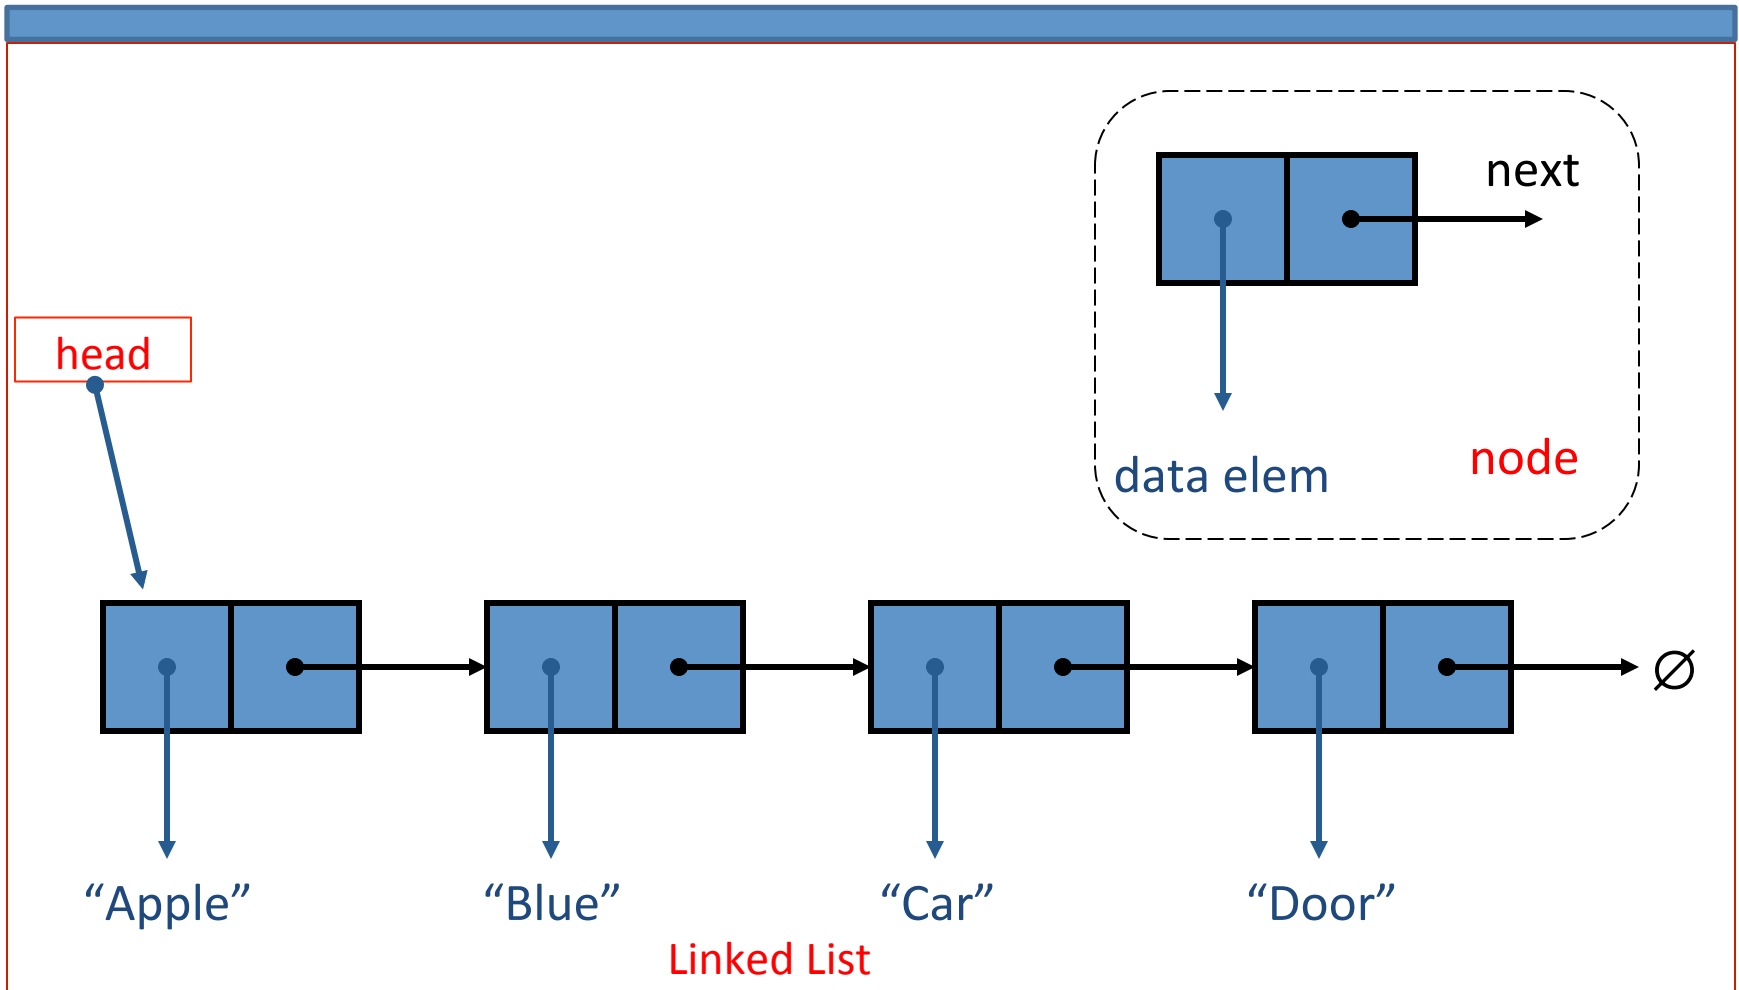 next
head
data elem
node
∅
“Apple”
“Blue”
“Car”
“Door”
Linked List